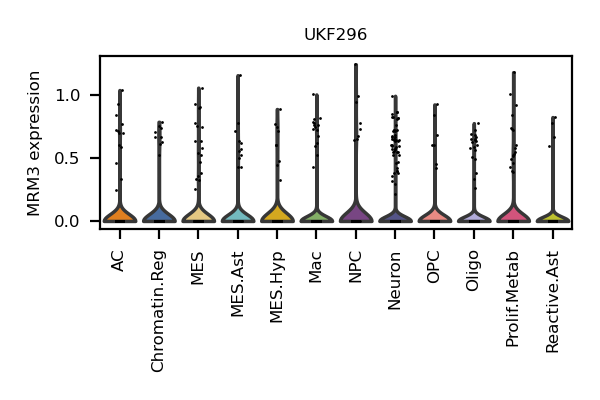 UKF296
MRM3 expression
1.0
0.5
0.0
AC
Chromatin.Reg
MES
MES.Ast
MES.Hyp
Mac
NPC
Neuron
OPC
Oligo
Prolif.Metab
Reactive.Ast